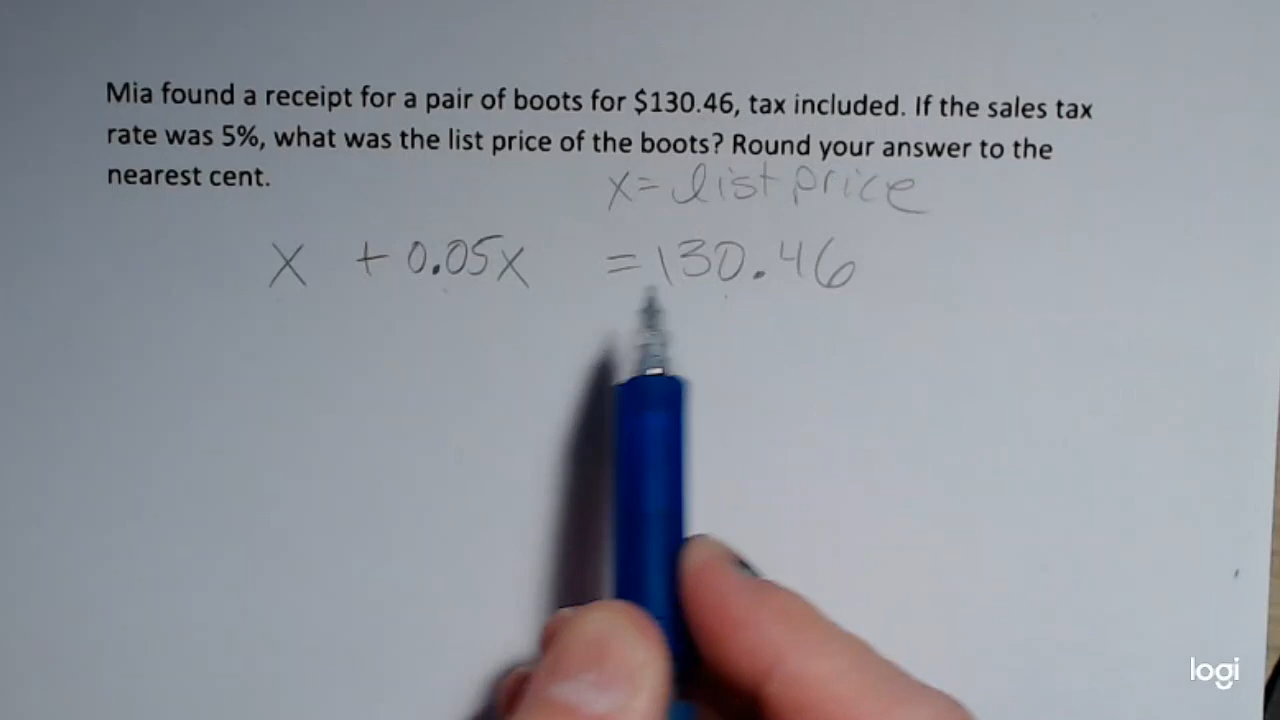 Mia found a receipt for a pair of boots for $130.46, tax included. If the sales tax
rate was 5%, what was the list price of the boots? Round your answer to the
nearest cent.
x = list price
x + 0.05x = 130.46
logi